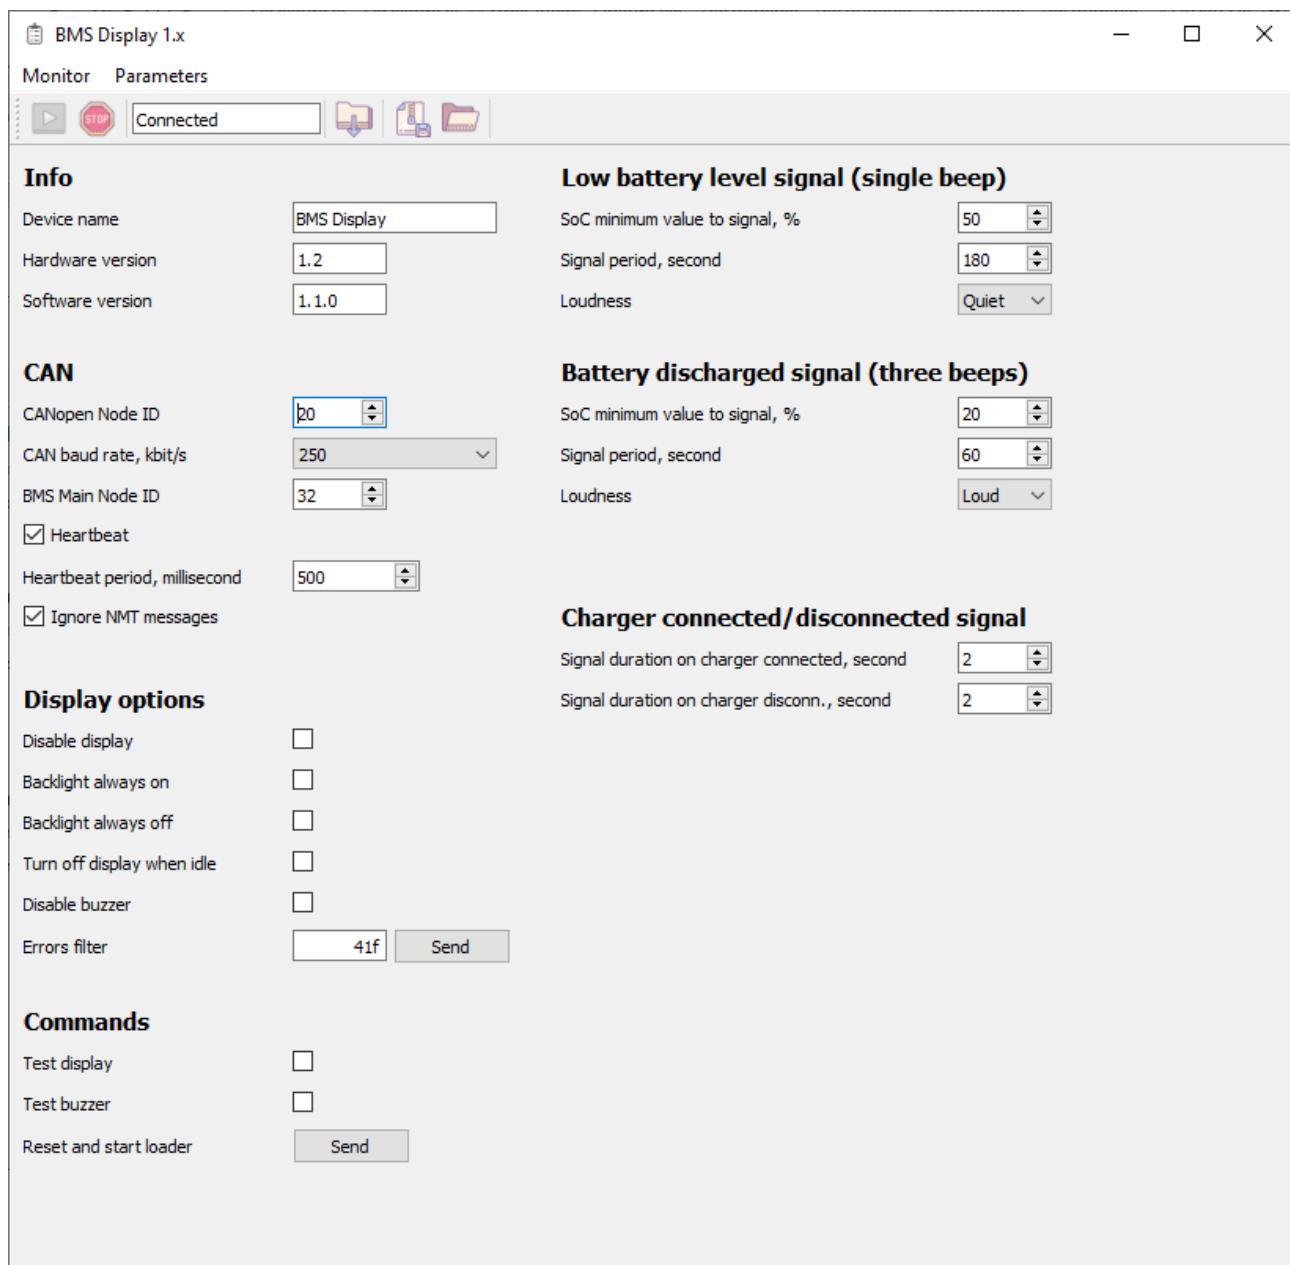 BMS Display 1.x
Monitor Parameters
STOP Connected
Info
Device name BMS Display
Hardware version 1.2
Software version 1.1.0
CAN
CANopen Node ID 20
CAN baud rate, kbit/s 250
BMS Main Node ID 32
Heartbeat
Heartbeat period, millisecond 500
Ignore NMT messages
Display options
Disable display
Backlight always on
Backlight always off
Turn off display when idle
Disable buzzer
Errors filter 41f Send
Commands
Test display
Test buzzer
Reset and start loader Send
Low battery level signal (single beep)
SoC minimum value to signal, % 50
Signal period, second 180
Loudness Quiet
Battery discharged signal (three beeps)
SoC minimum value to signal, % 20
Signal period, second 60
Loudness Loud
Charger connected/disconnected signal
Signal duration on charger connected, second 2
Signal duration on charger disconn., second 2